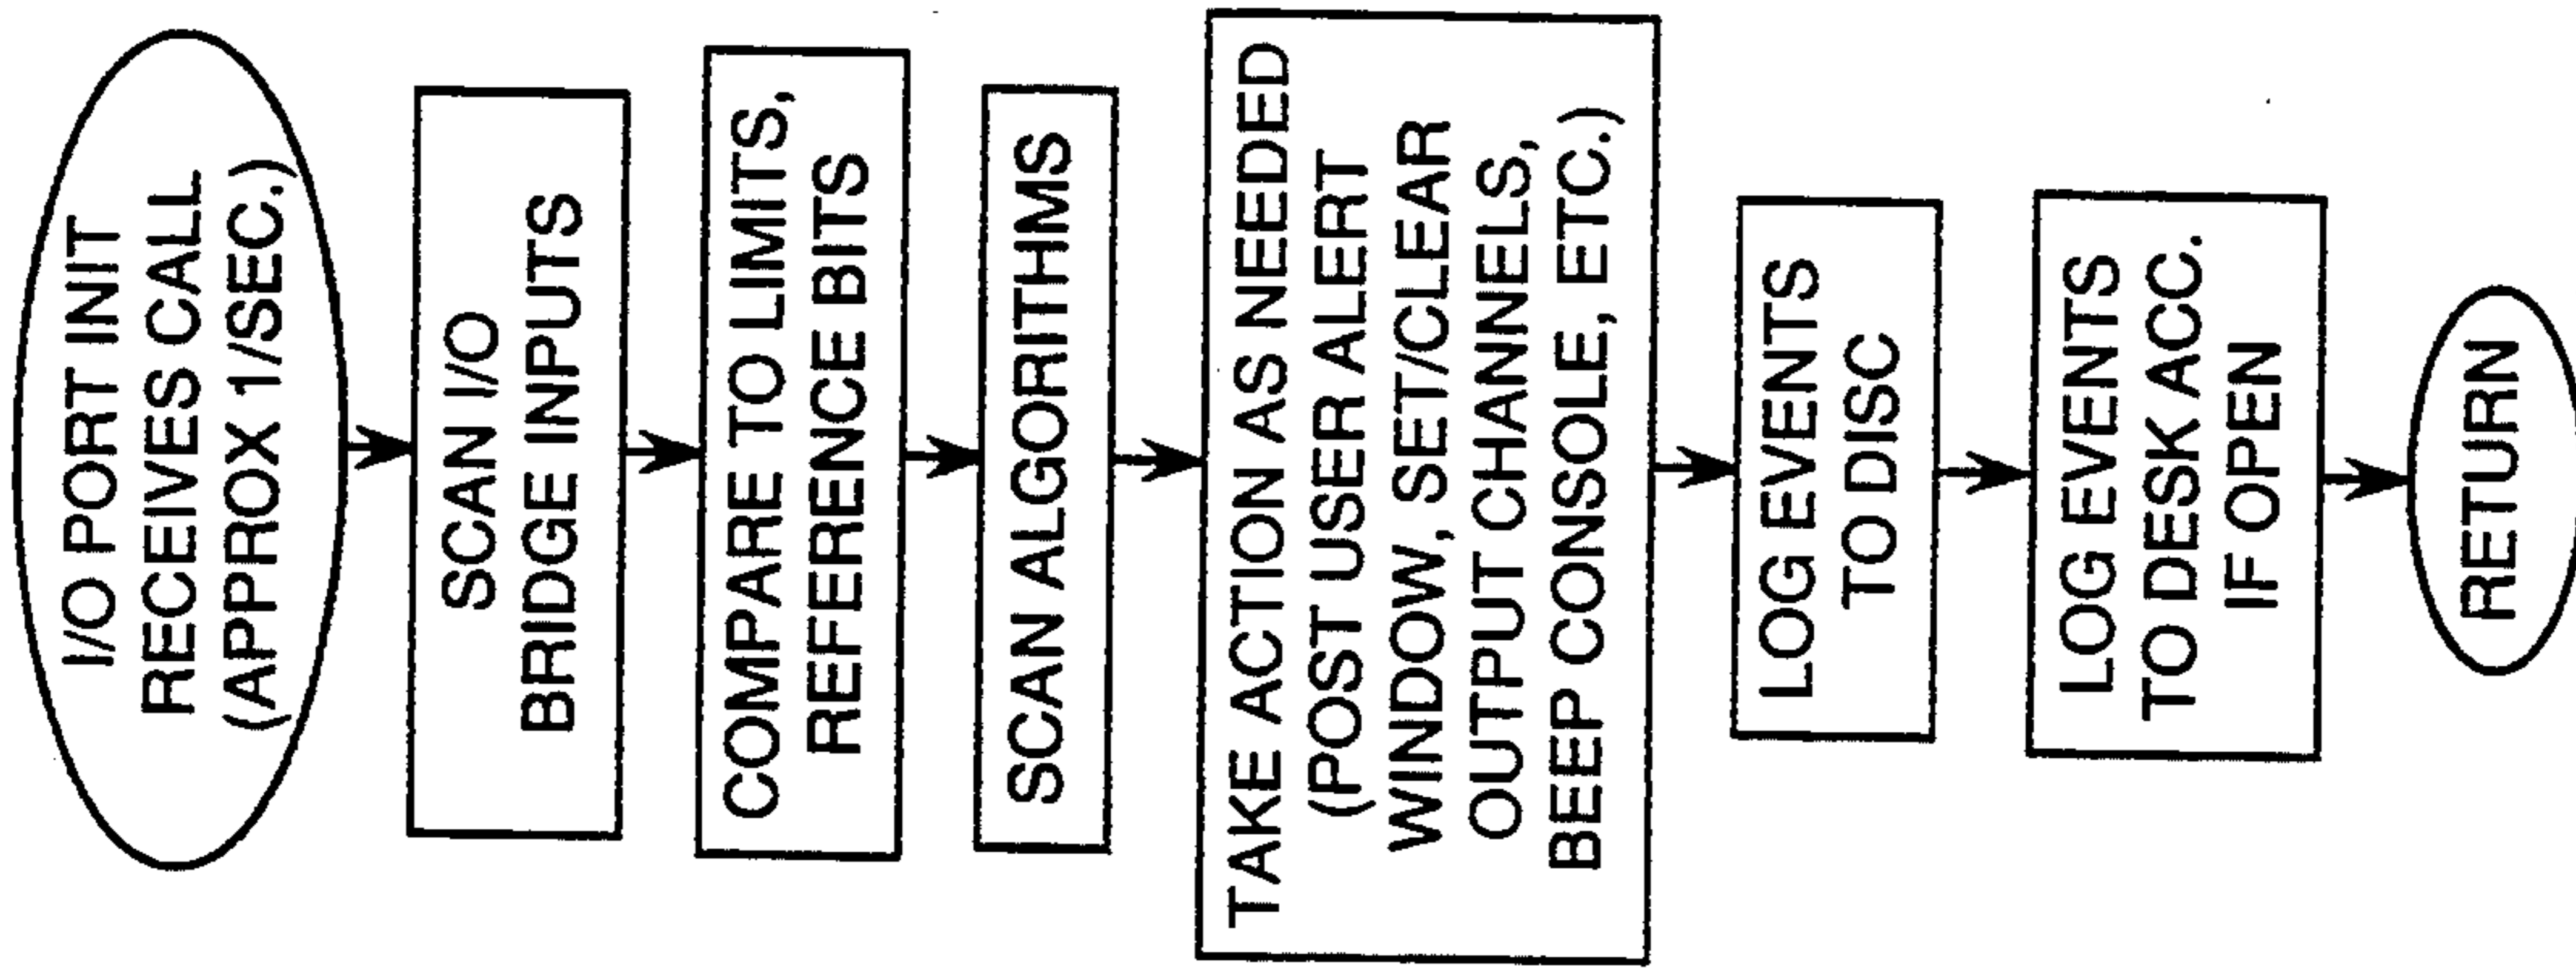 I/O PORT INIT
RECEIVES CALL
(APPROX 1/SEC.)
SCAN I/O
BRIDGE INPUTS
COMPARE TO LIMITS,
REFERENCE BITS
SCAN ALGORITHMS
TAKE ACTION AS NEEDED
(POST USER ALERT
WINDOW, SET/CLEAR
OUTPUT CHANNELS,
BEEP CONSOLE, ETC.)
LOG EVENTS
TO DISC
LOG EVENTS
TO DESK ACC.
IF OPEN
RETURN